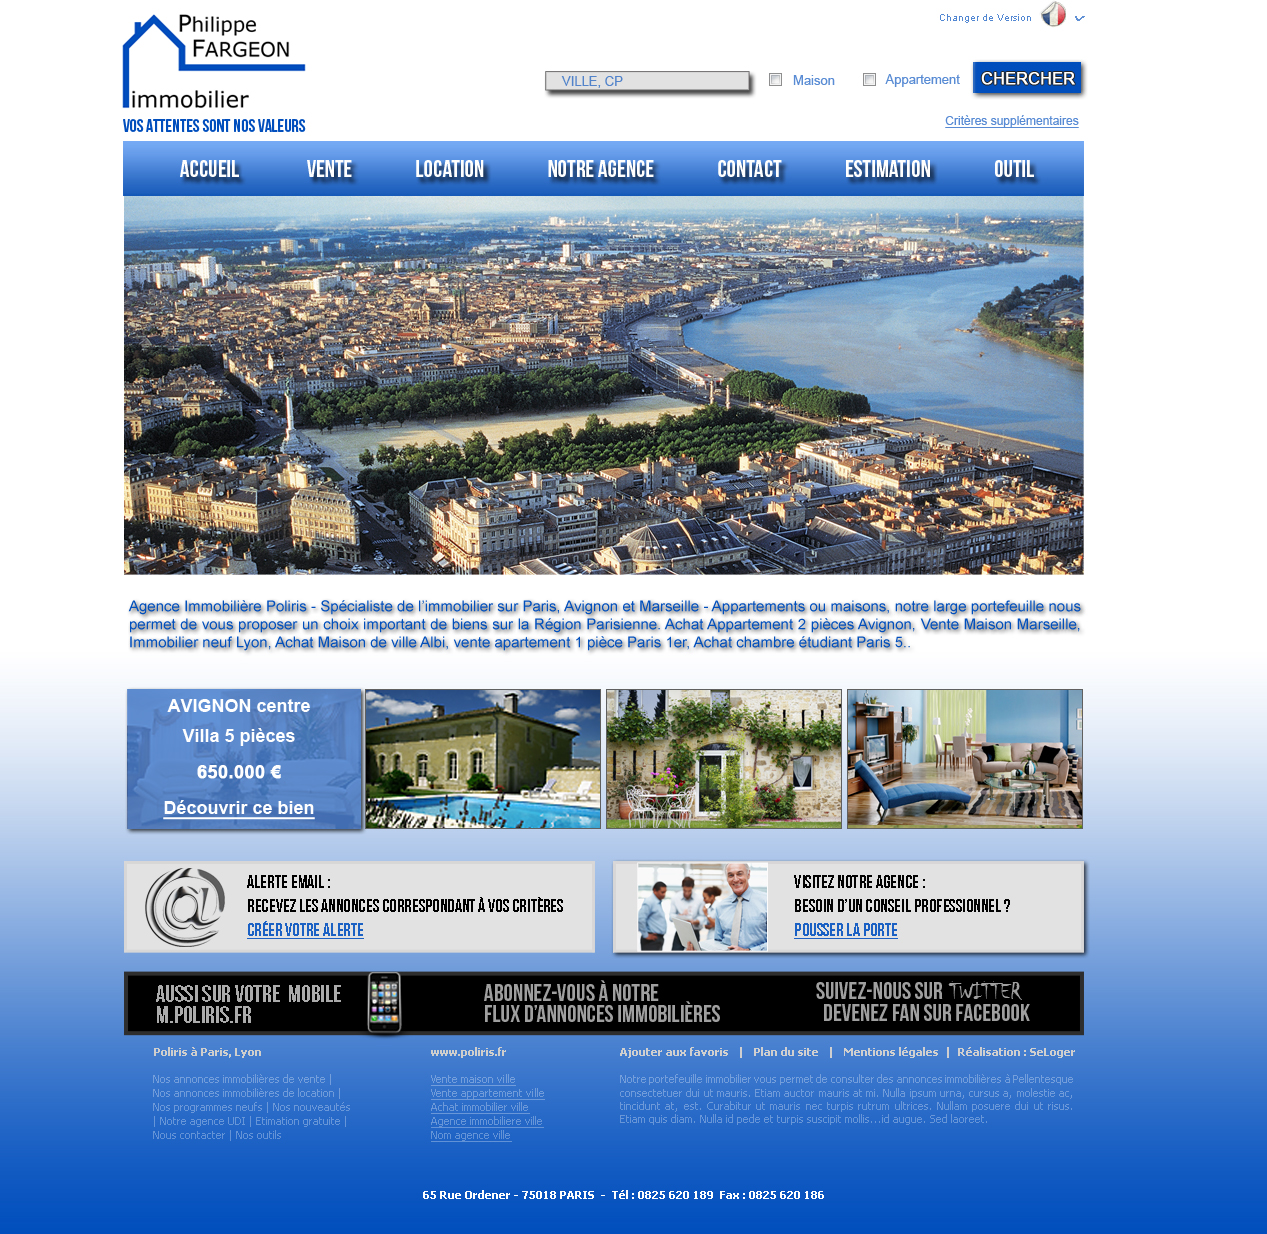 Philippe
FARGEON
immobilier
VOS ATTENTES SONT NOS VALEURS
Changer de Version
VILLE, CP
Maison
Appartement
CHERCHER
Critères supplémentaires
ACCUEIL
VENTE
LOCATION
NOTRE AGENCE
CONTACT
ESTIMATION
OUTIL
Agence Immobilière Poliris - Spécialiste de l'immobilier sur Paris, Avignon et Marseille - Appartements ou maisons, notre large portefeuille nous
permet de vous proposer un choix important de biens sur la Région Parisienne. Achat Appartement 2 pièces Avignon, Vente Maison Marseille,
Immobilier neuf Lyon, Achat Maison de ville Albi, vente apartement 1 pièce Paris 1er, Achat chambre étudiant Paris 5..
AVIGNON centre
Villa 5 pièces
650.000 €
Découvrir ce bien
ALERTE EMAIL :
RECEVEZ LES ANNONCES CORRESPONDANT À VOS CRITÈRES
CRÉER VOTRE ALERTE
VISITEZ NOTRE AGENCE :
BESOIN D'UN CONSEIL PROFESSIONNEL ?
POUSSER LA PORTE
AUSSI SUR VOTRE MOBILE
M.POLIRIS.FR
ABONNEZ-VOUS À NOTRE
FLUX D'ANNONCES IMMOBILIÈRES
SUIVEZ-NOUS SUR TWITTER
DEVENEZ FAN SUR FACEBOOK
Poliris à Paris, Lyon
Nos annonces immobilières de vente |
Nos annonces immobilières de location |
Nos programmes neufs | Nos nouveautés
| Notre agence UDI | Etimation gratuite |
Nous contacter | Nos outils
www.poliris.fr
Vente maison ville
Vente appartement ville
Achat immobilier ville
Agence immobiliere ville
Nom agence ville
Ajouter aux favoris | Plan du site | Mentions légales | Réalisation : SeLoger
Notre portefeuille immobilier vous permet de consulter des annonces immobilières à Pellentesque
consectetuer dui ut mauris. Etiam auctor mauris at mi. Nulla ipsum urna, cursus a, molestie ac,
tincidunt at, est. Curabitur ut mauris nec turpis rutrum ultrices. Nullam posuere dui ut risus.
Etiam quis diam. Nulla id pede et turpis suscipit mollis...id augue. Sed laoreet.
65 Rue Ordener - 75018 PARIS - Tél : 0825 620 189 Fax : 0825 620 186